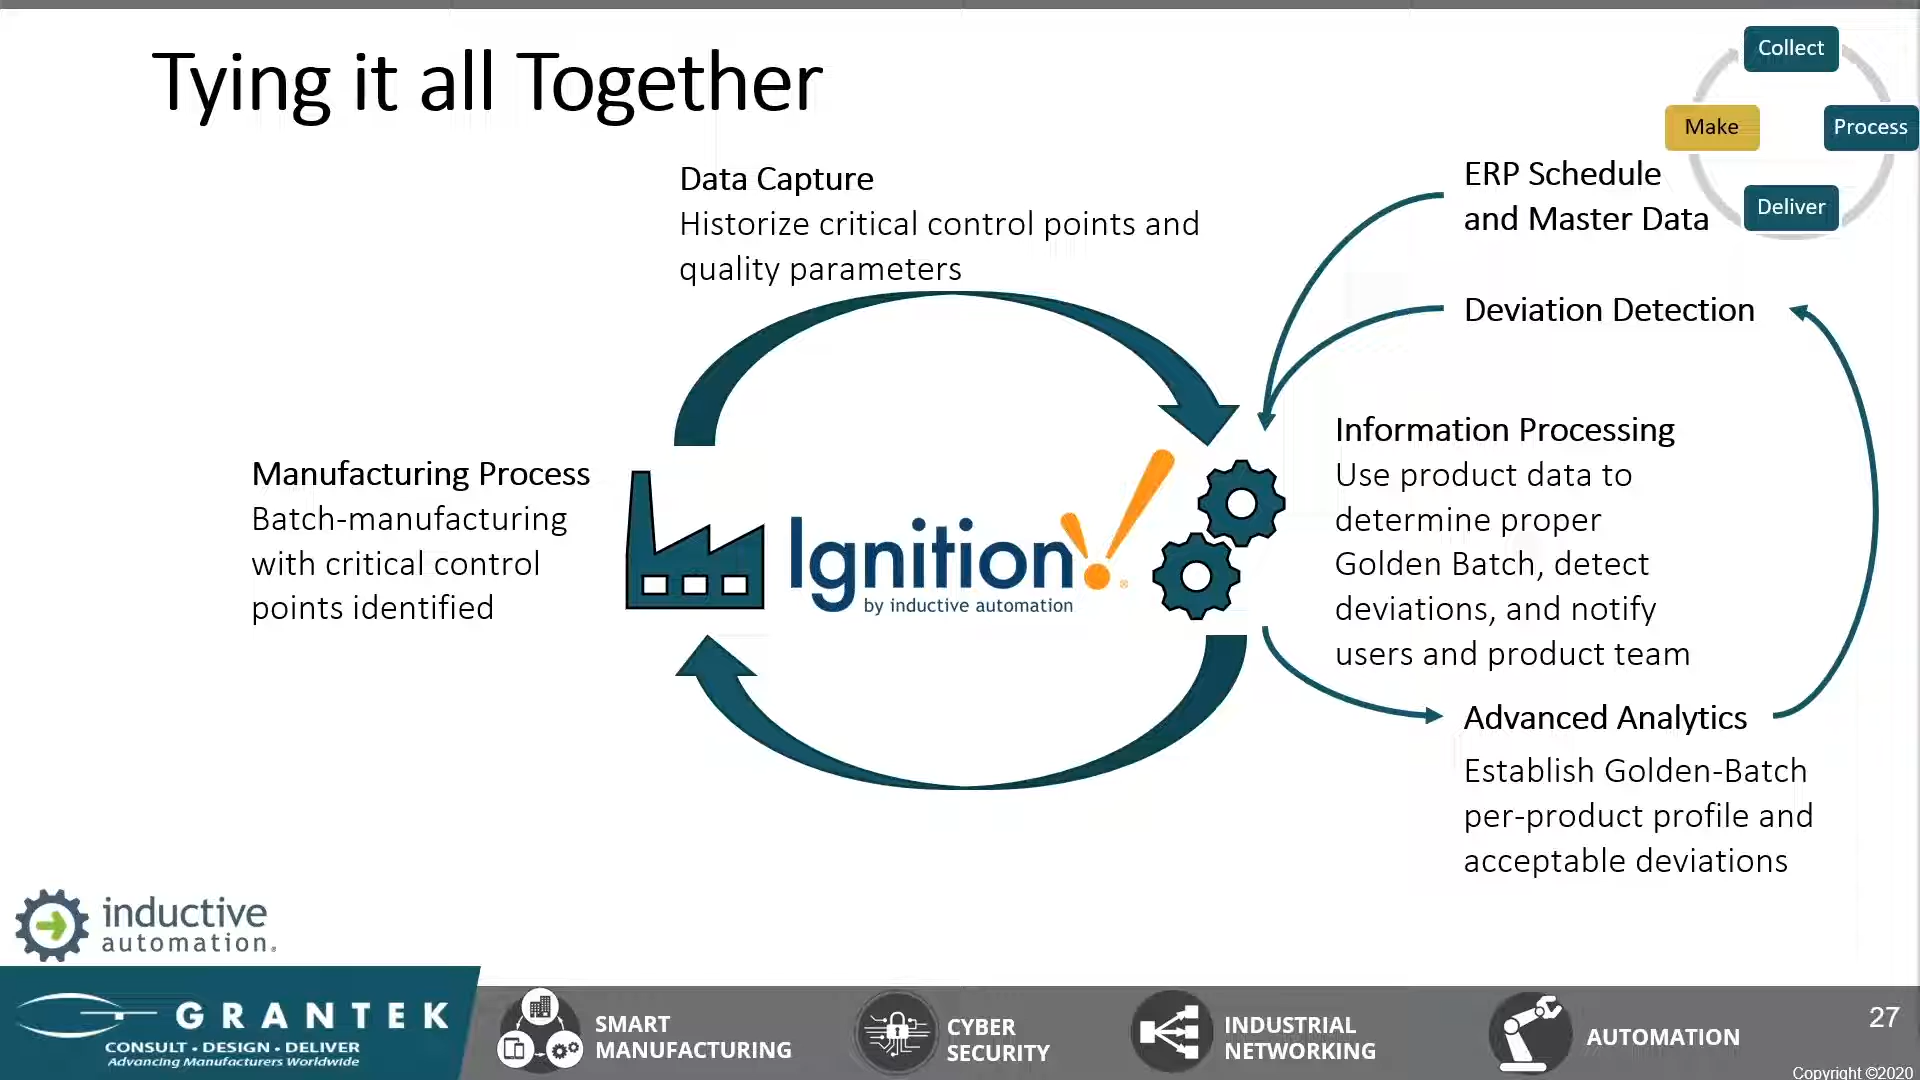 Tying it all Together
Collect
Make
Process
Deliver
Data Capture
Historize critical control points and
quality parameters
ERP Schedule
and Master Data
Deviation Detection
Manufacturing Process
Batch-manufacturing
with critical control
points identified
Ignition!®
by inductive automation
Information Processing
Use product data to
determine proper
Golden Batch, detect
deviations, and notify
users and product team
Advanced Analytics
Establish Golden-Batch
per-product profile and
acceptable deviations
inductive
automation®
GRANTEK
CONSULT • DESIGN • DELIVER
Advancing Manufacturers Worldwide
SMART
MANUFACTURING
CYBER
SECURITY
INDUSTRIAL
NETWORKING
AUTOMATION
27
Copyright ©2020